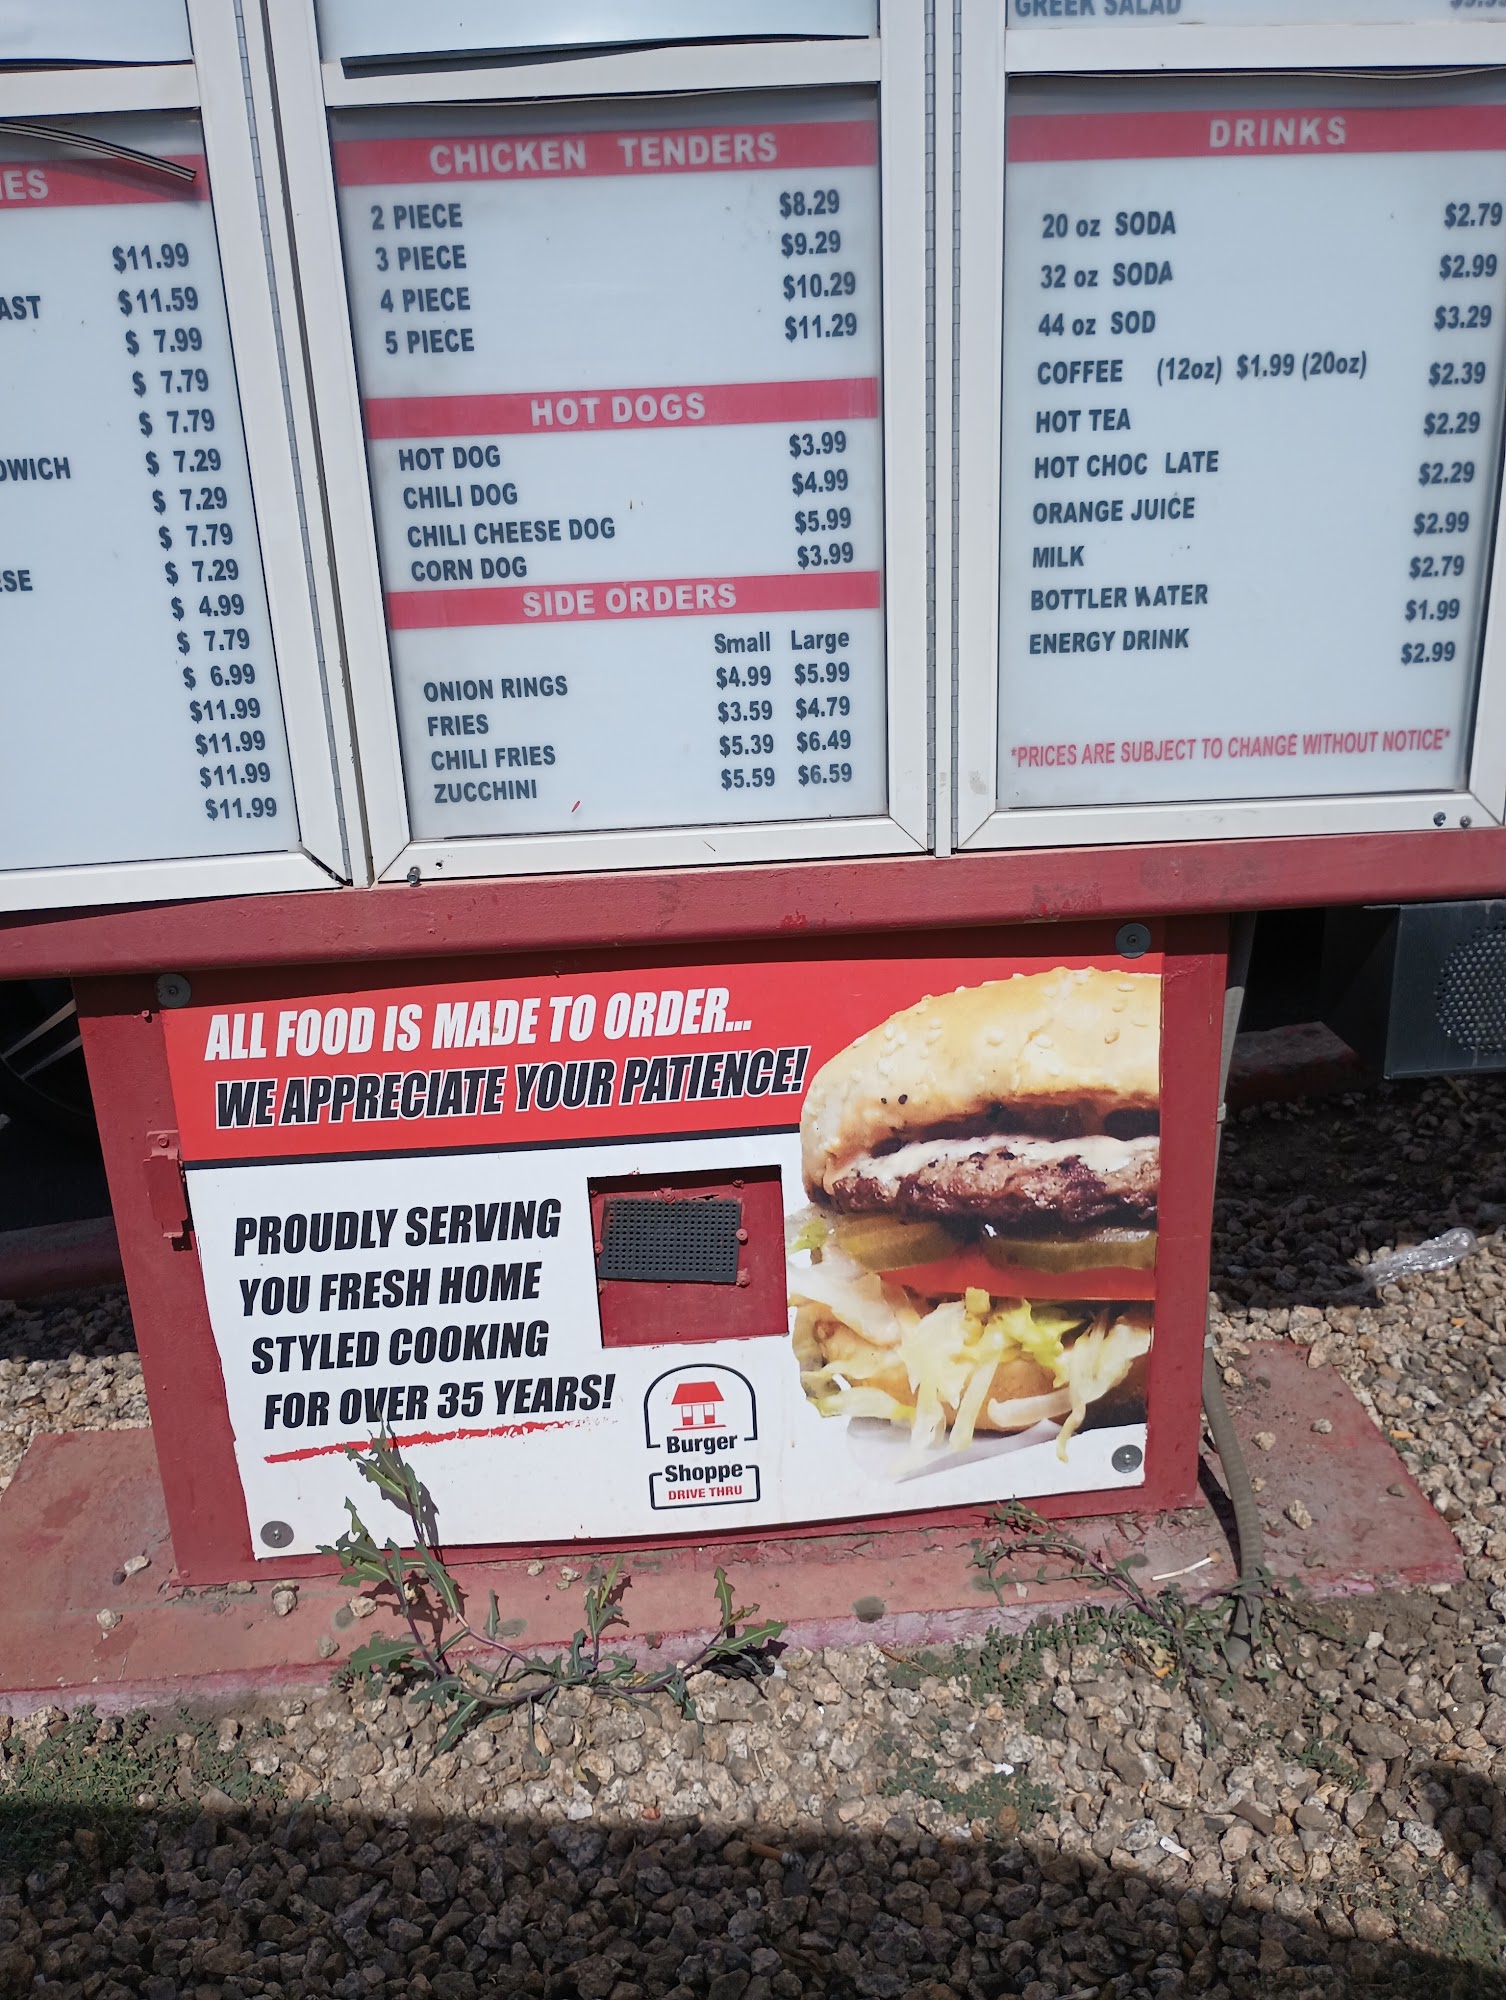 IES
$11.99
AST $11.59
$ 7.99
$ 7.79
$ 7.79
DWICH $ 7.29
$ 7.29
$ 7.79
$ 7.29
SE $ 4.99
$ 7.79
$ 6.99
$11.99
$11.99
$11.99
$11.99
CHICKEN TENDERS
2 PIECE $8.29
3 PIECE $9.29
4 PIECE $10.29
5 PIECE $11.29
HOT DOGS
HOT DOG $3.99
CHILI DOG $4.99
CHILI CHEESE DOG $5.99
CORN DOG $3.99
SIDE ORDERS
Small Large
ONION RINGS $4.99 $5.99
FRIES $3.59 $4.79
CHILI FRIES $5.39 $6.49
ZUCCHINI $5.59 $6.59
GREEK SALAD
DRINKS
20 oz SODA $2.79
32 oz SODA $2.99
44 oz SOD $3.29
COFFEE (12oz) $1.99 (20oz) $2.39
HOT TEA $2.29
HOT CHOC LATE $2.29
ORANGE JUICE $2.99
MILK $2.79
BOTTLER WATER $1.99
ENERGY DRINK $2.99
*PRICES ARE SUBJECT TO CHANGE WITHOUT NOTICE*
ALL FOOD IS MADE TO ORDER...
WE APPRECIATE YOUR PATIENCE!
PROUDLY SERVING
YOU FRESH HOME
STYLED COOKING
FOR OVER 35 YEARS!
Burger
Shoppe
DRIVE THRU